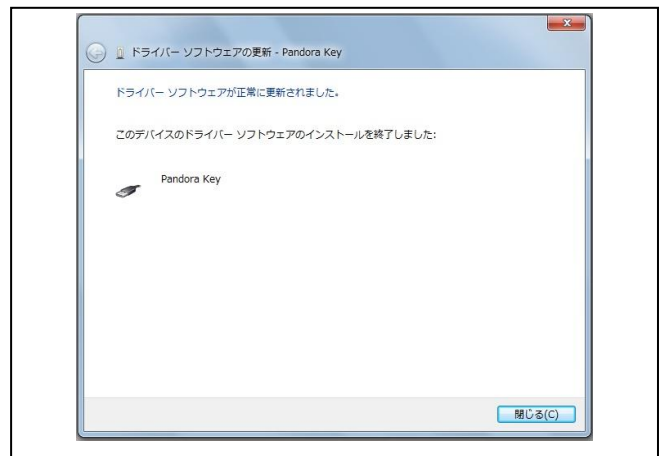 ドライバー ソフトウェアの更新 - Pandora Key
ドライバー ソフトウェアが正常に更新されました。
このデバイスのドライバー ソフトウェアのインストールを終了しました:
Pandora Key
閉じる(C)